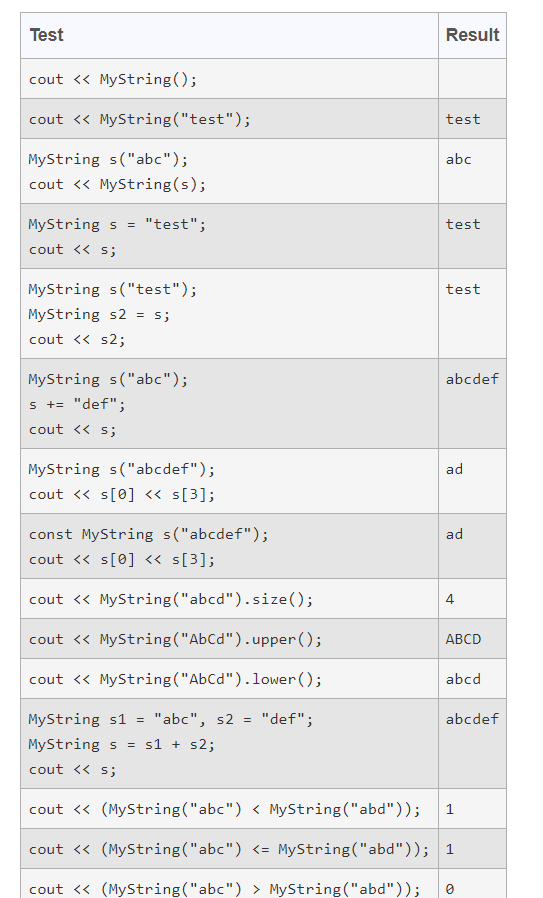 Test Result
cout << MyString();
cout << MyString("test"); test
MyString s("abc"); abc
cout << MyString(s);
MyString s = "test"; test
cout << s;
MyString s("test"); test
MyString s2 = s;
cout << s2;
MyString s("abc"); abcdef
s += "def";
cout << s;
MyString s("abcdef"); ad
cout << s[0] << s[3];
const MyString s("abcdef"); ad
cout << s[0] << s[3];
cout << MyString("abcd").size(); 4
cout << MyString("AbCd").upper(); ABCD
cout << MyString("AbCd").lower(); abcd
MyString s1 = "abc", s2 = "def"; abcdef
MyString s = s1 + s2;
cout << s;
cout << (MyString("abc") < MyString("abd")); 1
cout << (MyString("abc") <= MyString("abd")); 1
cout << (MyString("abc") > MyString("abd")); 0